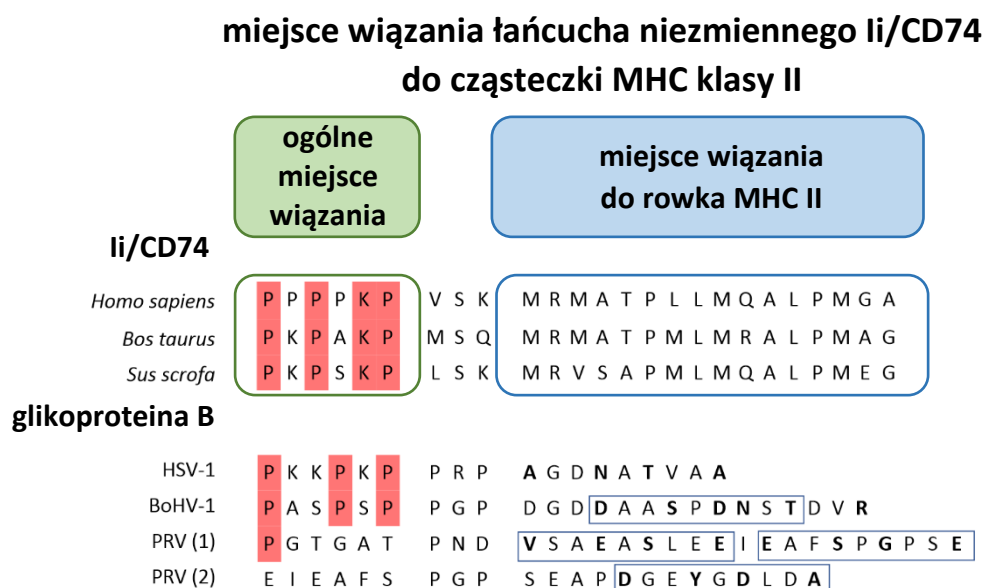 miejsce wiązania łańcucha niezmiennego Ii/CD74
do cząsteczki MHC klasy II
ogólne
miejsce
wiązania
miejsce wiązania
do rowka MHC II
Ii/CD74
Homo sapiens P P P P K P V S K M R M A T P L L M Q A L P M G A
Bos taurus P K P A K P M S Q M R M A T P M L M R A L P M A G
Sus scrofa P K P S K P L S K M R V S A P M L M Q A L P M E G
glikoproteina B
HSV-1 P K K P K P P R P A G D N A T V A A
BoHV-1 P A S P S P P G P D G D D A A S P D N S T D V R
PRV (1) P G T G A T P N D V S A E A S L E E I E A F S P G P S E
PRV (2) E I E A F S P G P S E A P D G E Y G D L D A